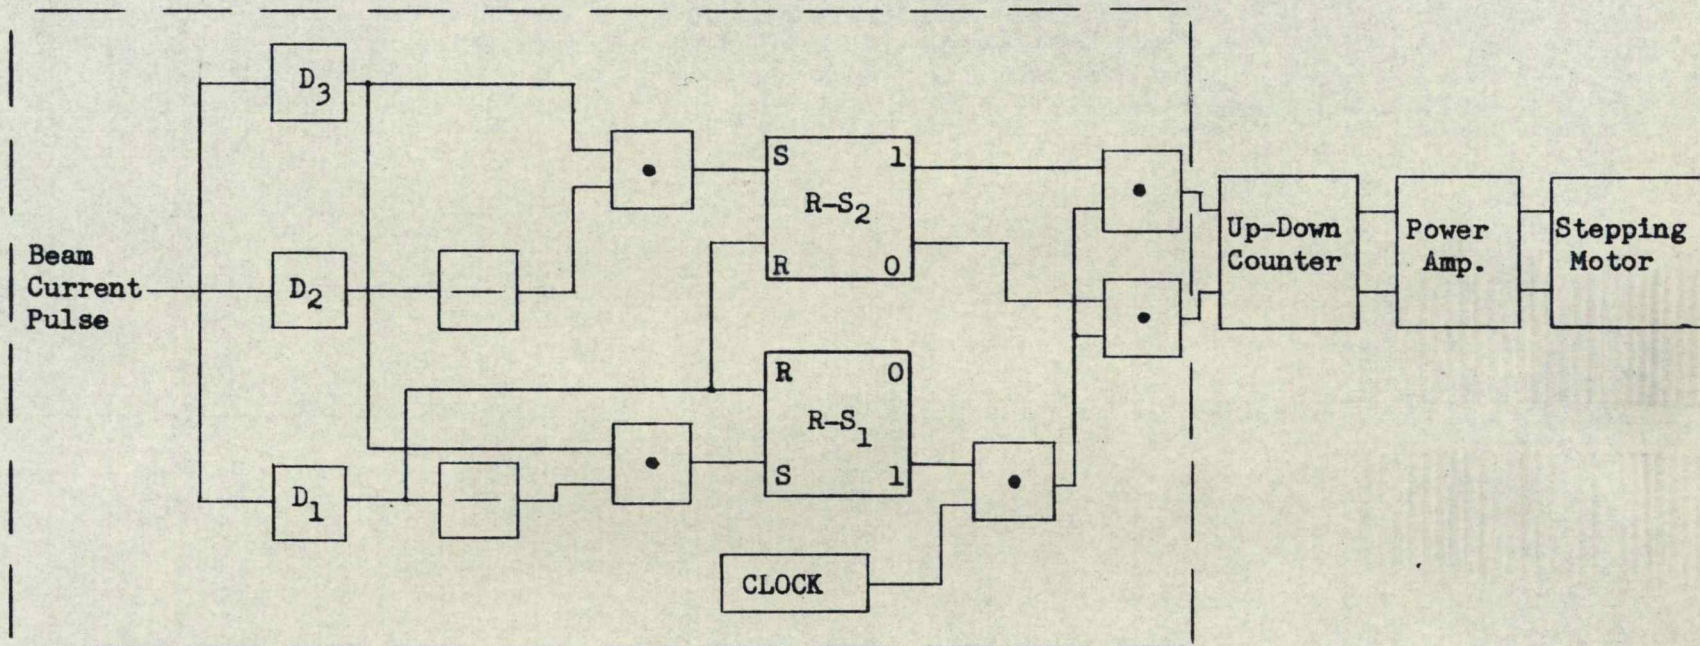 D3
S 1
R-S2
R 0
Beam
Current
Pulse
D2
Up-Down
Counter
Power
Amp.
Stepping
Motor
R 0
R-S1
S 1
D1
CLOCK